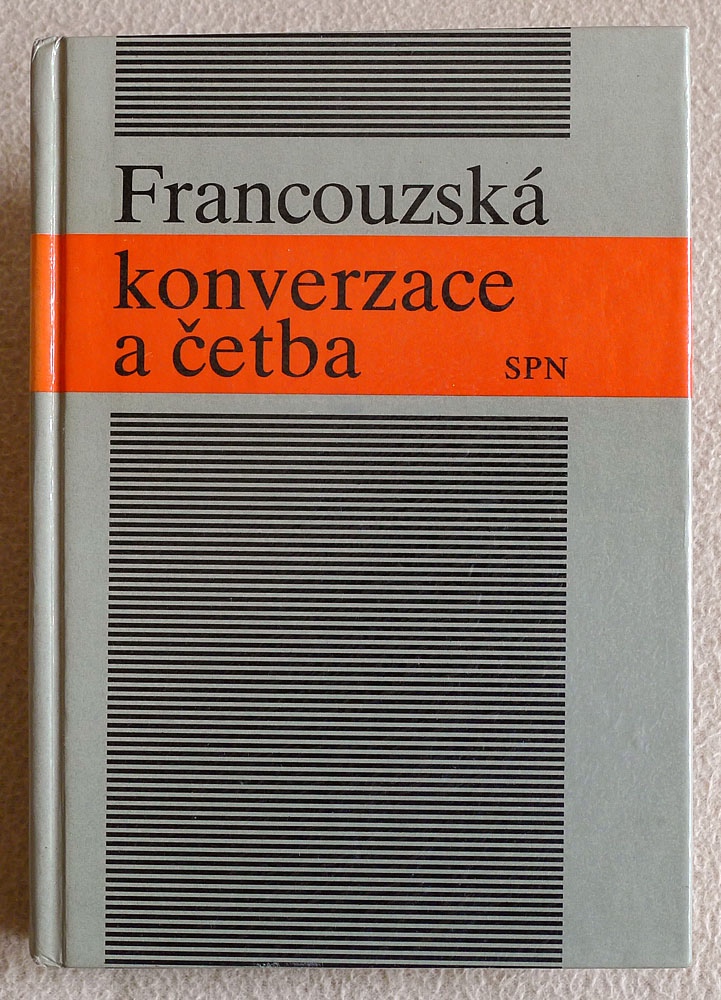 Francouzská
konverzace
a četba
SPN